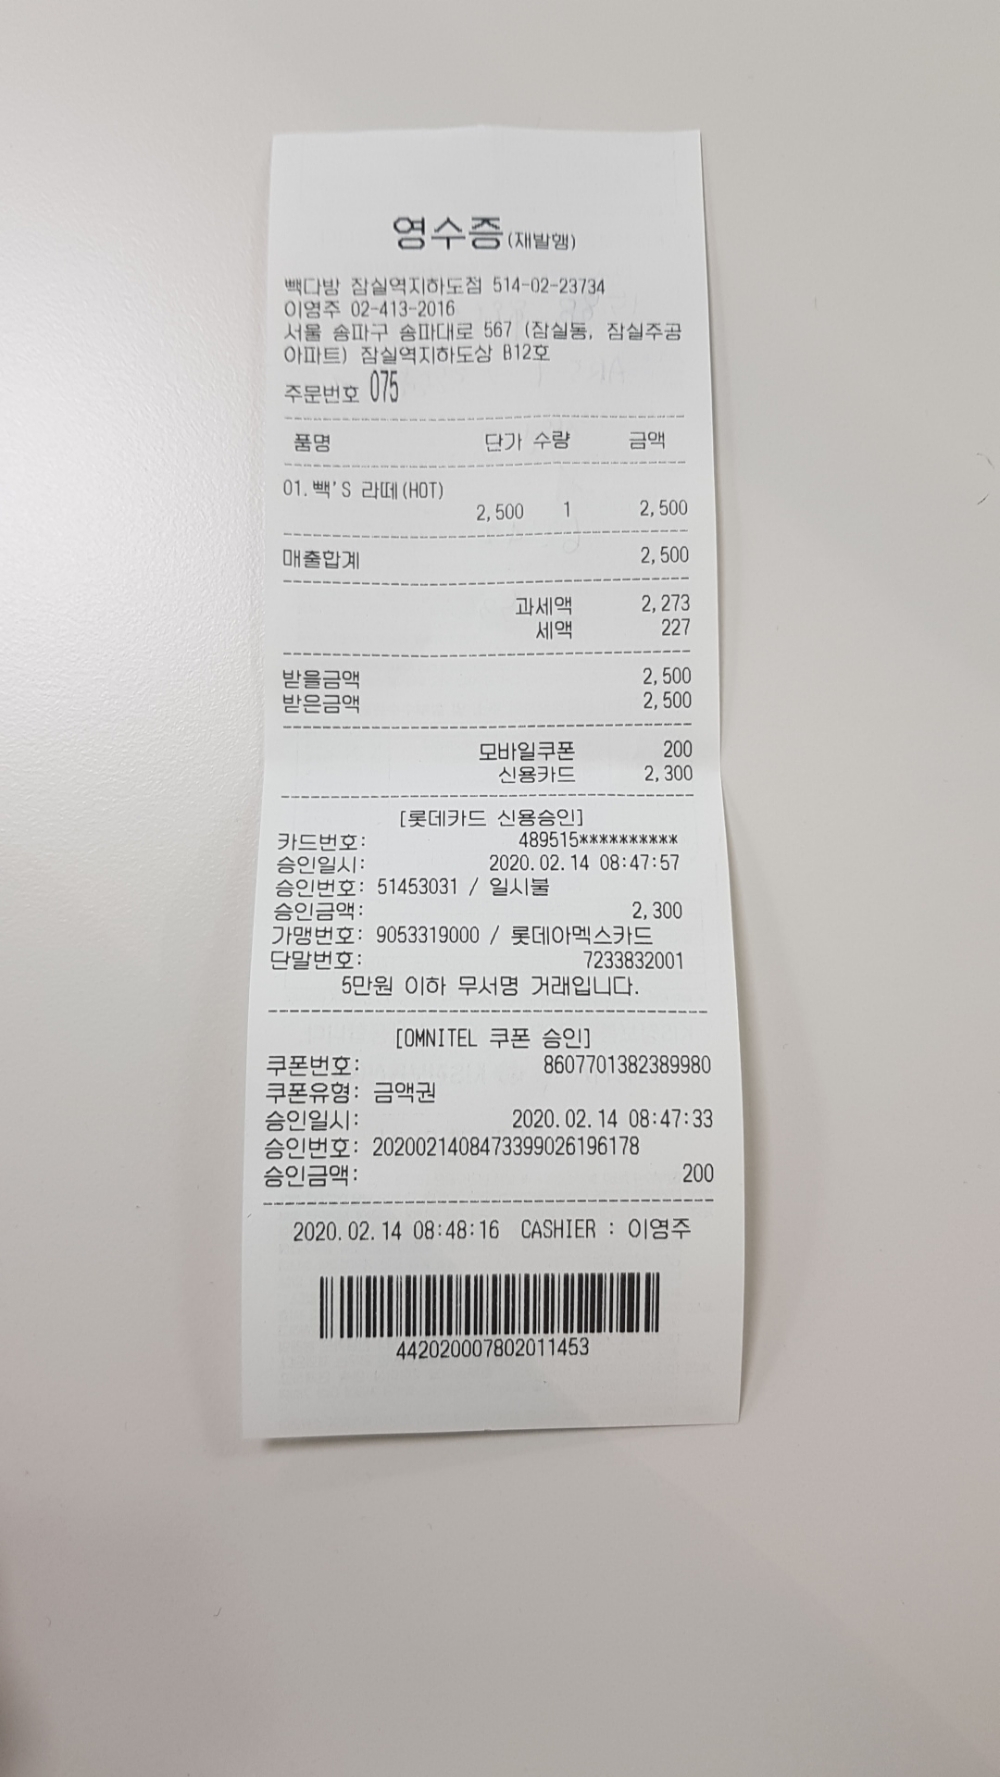 영수증(재발행)
빽다방 잠실역지하도점 514-02-23734
이영주 02-413-2016
서울 송파구 송파대로 567 (잠실동, 잠실주공
아파트) 잠실역지하도상 B12호
주문번호 075
품명 단가 수량 금액
01.빽'S 라떼(HOT)
2,500 1 2,500
매출합계 2,500
과세액 2,273
세액 227
받을금액 2,500
받은금액 2,500
모바일쿠폰 200
신용카드 2,300
[롯데카드 신용승인]
카드번호: 489515**********
승인일시: 2020.02.14 08:47:57
승인번호: 51453031 / 일시불
승인금액: 2,300
가맹번호: 9053319000 / 롯데아멕스카드
단말번호: 7233832001
5만원 이하 무서명 거래입니다.
[OMNITEL 쿠폰 승인]
쿠폰번호: 8607701382389980
쿠폰유형: 금액권
승인일시: 2020.02.14 08:47:33
승인번호: 2020021408473399026196178
승인금액: 200
2020.02.14 08:48:16 CASHIER : 이영주
442020007802011453